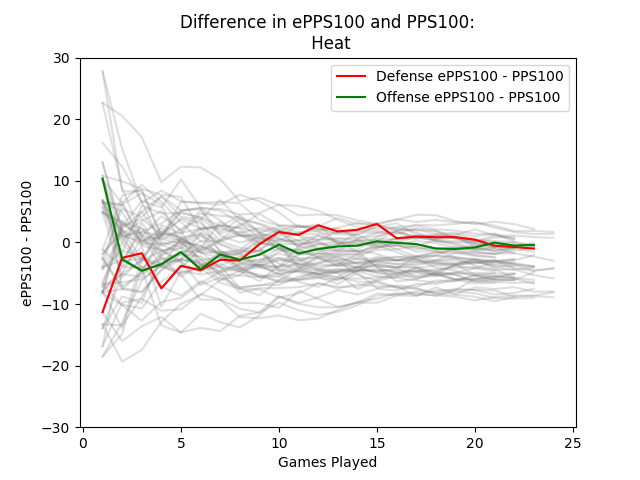 Difference in ePPS100 and PPS100:
Heat
Defense ePPS100 - PPS100
Offense ePPS100 - PPS100
ePPS100 - PPS100
30
20
10
0
−10
−20
−30
0 5 10 15 20 25
Games Played